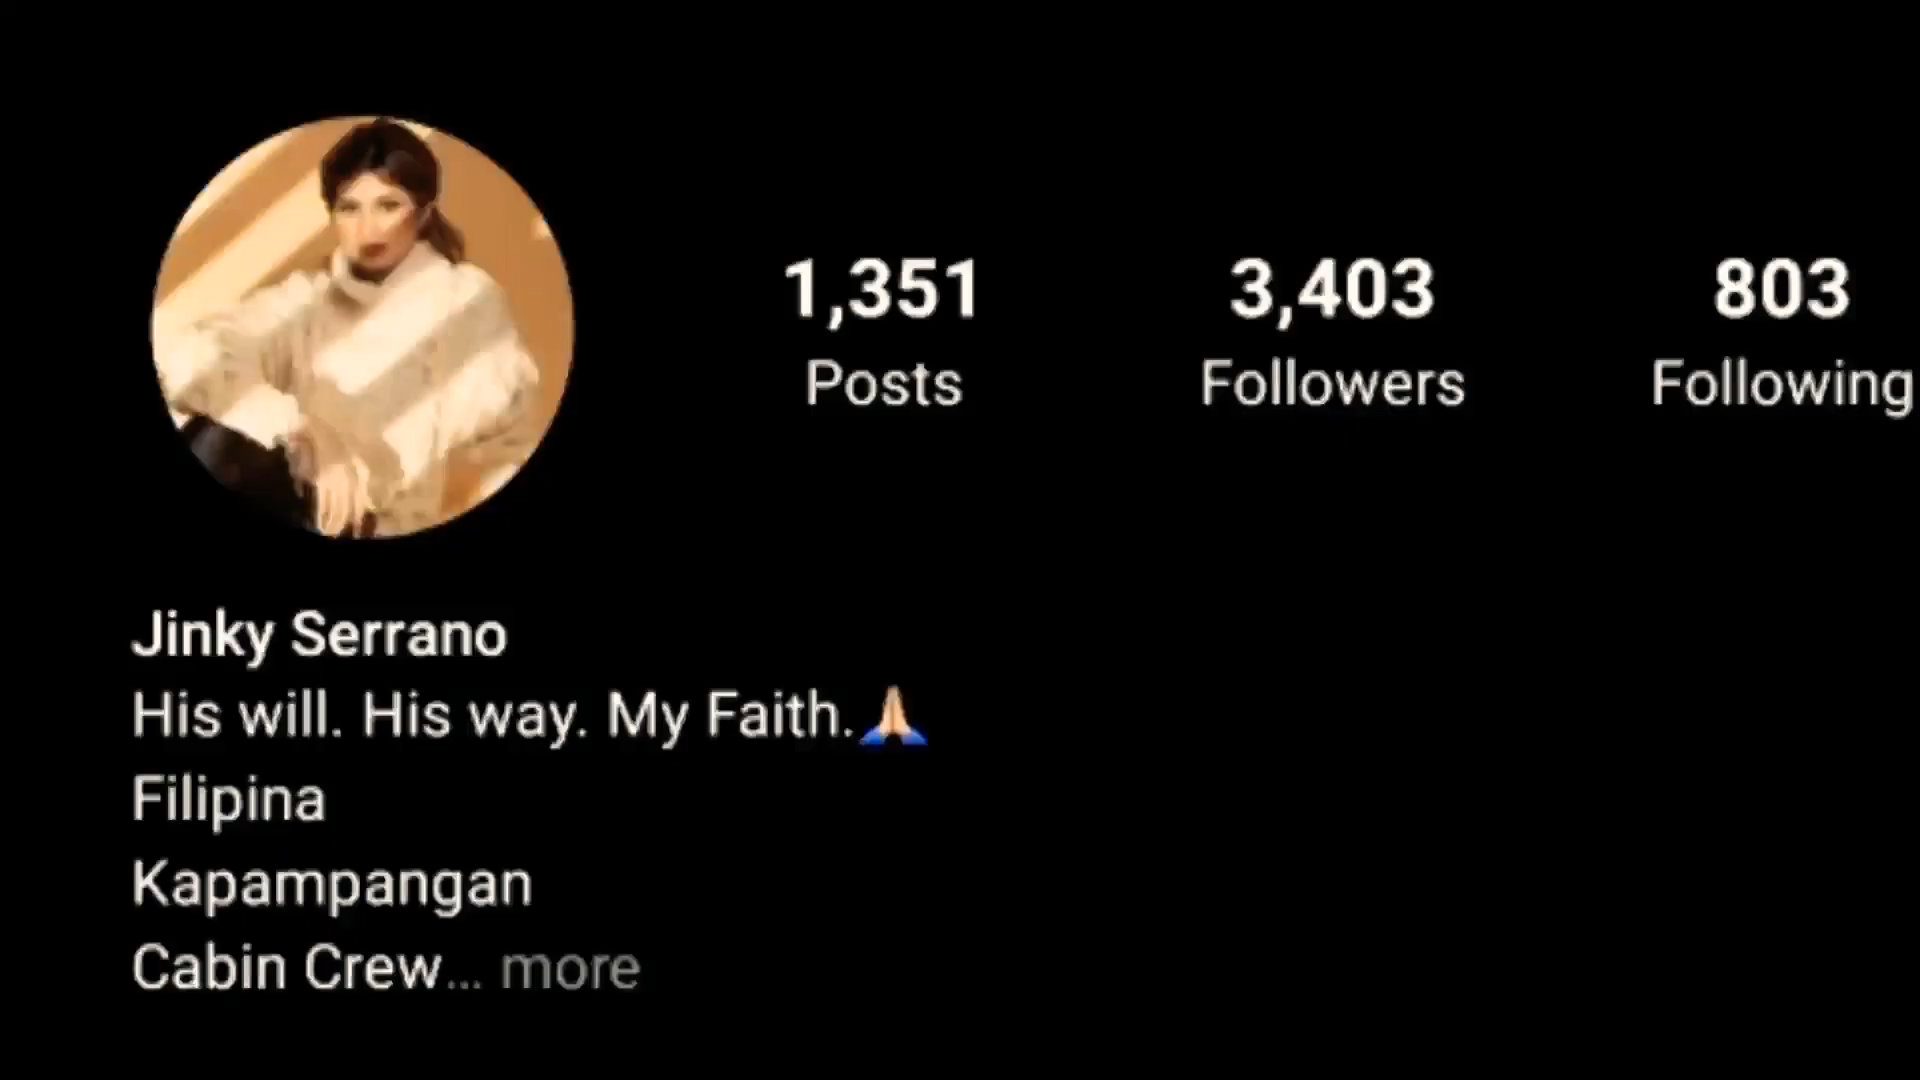 1,351 3,403 803
Posts Followers Following
Jinky Serrano
His will. His way. My Faith.🙏🏼
Filipina
Kapampangan
Cabin Crew... more